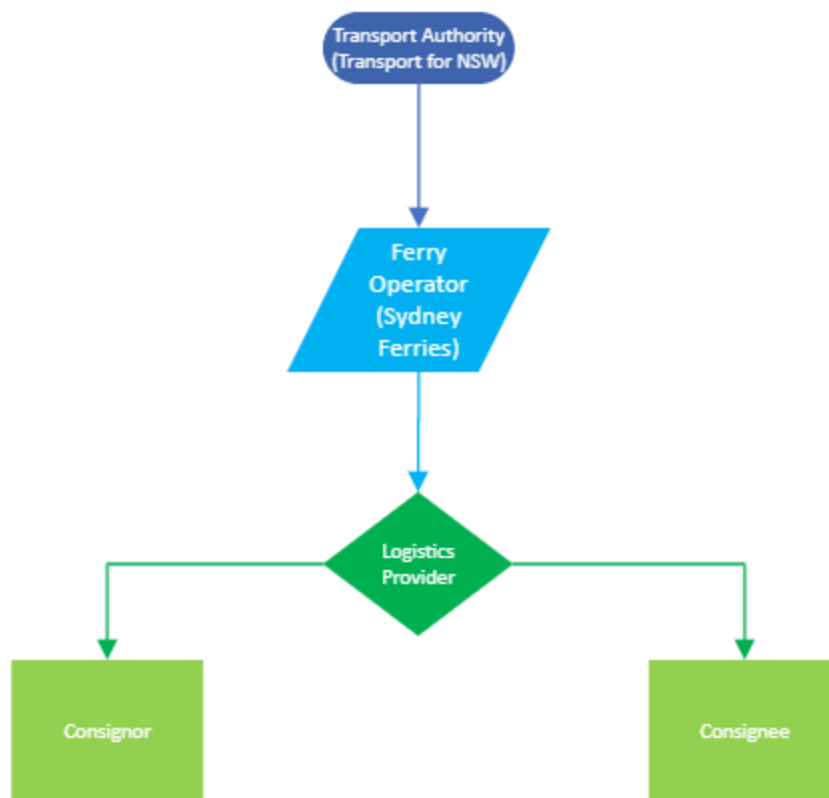 Transport Authority
(Transport for NSW)
Ferry
Operator
(Sydney
Ferries)
Logistics
Provider
Consignor
Consignee